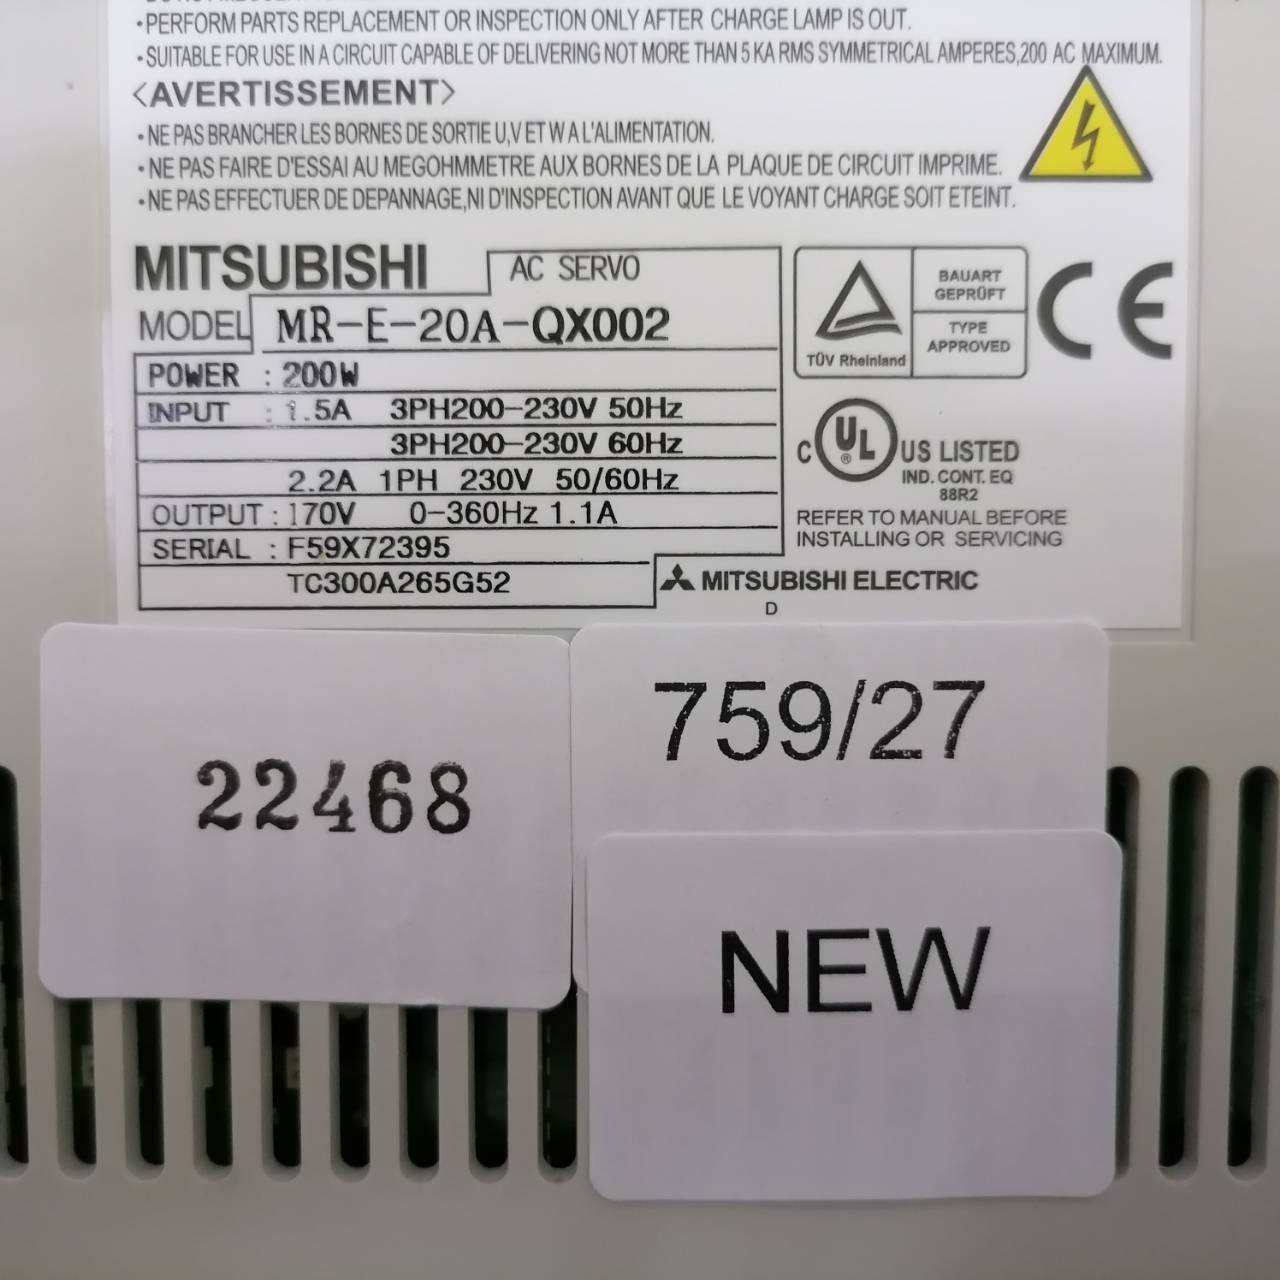 •PERFORM PARTS REPLACEMENT OR INSPECTION ONLY AFTER CHARGE LAMP IS OUT.
•SUITABLE FOR USE IN A CIRCUIT CAPABLE OF DELIVERING NOT MORE THAN 5 KA RMS SYMMETRICAL AMPERES,200 AC MAXIMUM.
<AVERTISSEMENT>
•NE PAS BRANCHER LES BORNES DE SORTIE U,V ET W A L'ALIMENTATION.
•NE PAS FAIRE D'ESSAI AU MEGOHMMETRE AUX BORNES DE LA PLAQUE DE CIRCUIT IMPRIME.
•NE PAS EFFECTUER DE DEPANNAGE,NI D'INSPECTION AVANT QUE LE VOYANT CHARGE SOIT ETEINT.
MITSUBISHI AC SERVO
MODEL MR-E-20A-QX002
POWER : 200W
INPUT : 1.5A 3PH200-230V 50Hz
3PH200-230V 60Hz
2.2A 1PH 230V 50/60Hz
OUTPUT : 170V 0-360Hz 1.1A
SERIAL : F59X72395
TC300A265G52
TÜV Rheinland
BAUART
GEPRÜFT
TYPE
APPROVED
CE
C UL® US LISTED
IND. CONT. EQ
88R2
REFER TO MANUAL BEFORE
INSTALLING OR SERVICING
MITSUBISHI ELECTRIC
D
22468
759/27
NEW